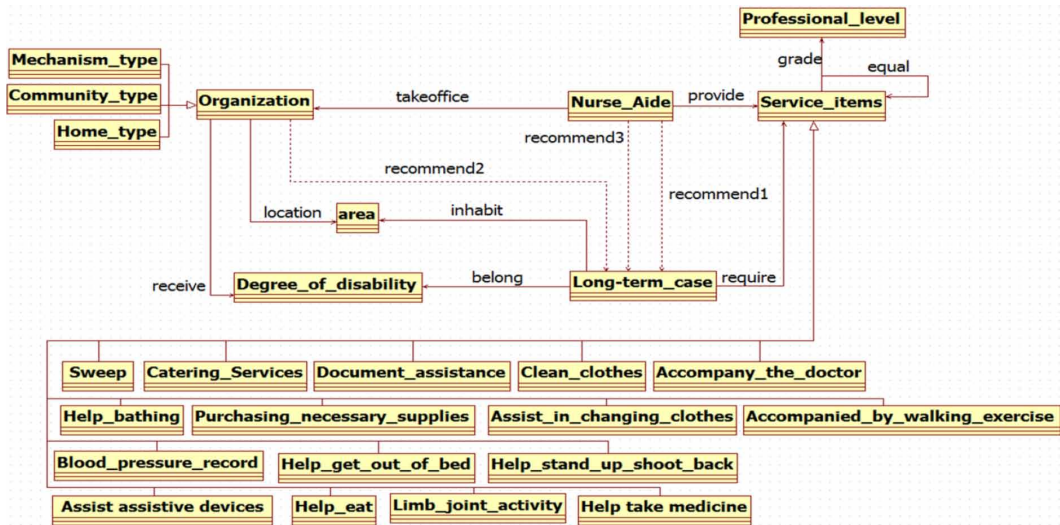 Professional_level
Mechanism_type
grade
equal
Community_type
Organization
takeoffice
Nurse_Aide
provide
Service_items
Home_type
recommend3
recommend2
recommend1
location
area
inhabit
receive
Degree_of_disability
belong
Long-term_case
require
Sweep
Catering_Services
Document_assistance
Clean_clothes
Accompany_the_doctor
Help_bathing
Purchasing_necessary_supplies
Assist_in_changing_clothes
Accompanied_by_walking_exercise
Blood_pressure_record
Help_get_out_of_bed
Help_stand_up_shoot_back
Assist assistive devices
Help_eat
Limb_joint_activity
Help take medicine